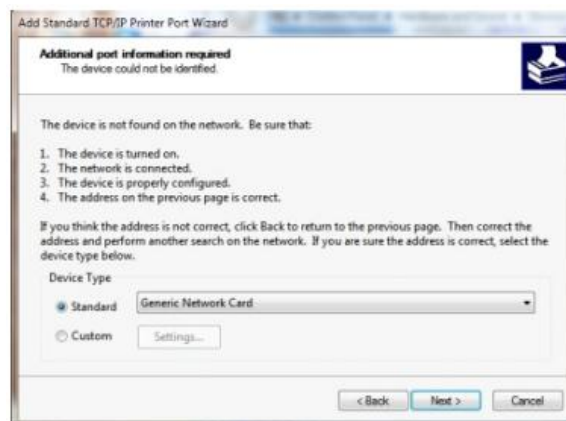 Add Standard TCP/IP Printer Port Wizard
Additional port information required
The device could not be identified.
The device is not found on the network. Be sure that:
1. The device is turned on.
2. The network is connected.
3. The device is properly configured.
4. The address on the previous page is correct.
If you think the address is not correct, click Back to return to the previous page. Then correct the
address and perform another search on the network. If you are sure the address is correct, select the
device type below.
Device Type
Standard
Generic Network Card
Custom
Settings...
< Back
Next >
Cancel